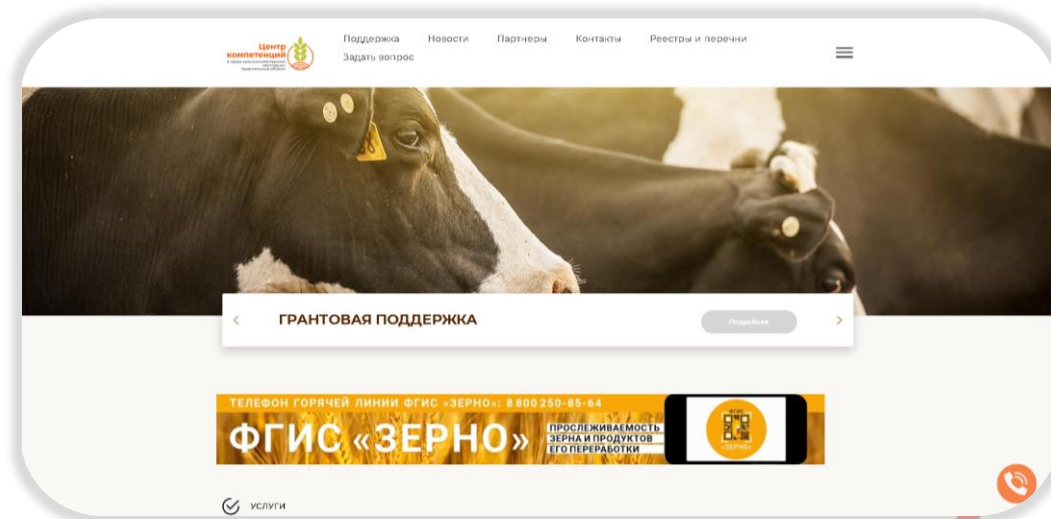 Центр
компетенций
Поддержка Новости Партнеры Контакты Реестры и перечни
Задать вопрос
ГРАНТОВАЯ ПОДДЕРЖКА
Подробнее
ТЕЛЕФОН ГОРЯЧЕЙ ЛИНИИ ФГИС «ЗЕРНО»: 8 800 250-85-64
ФГИС «ЗЕРНО»
ПРОСЛЕЖИВАЕМОСТЬ
ЗЕРНА И ПРОДУКТОВ
ЕГО ПЕРЕРАБОТКИ
ФГИС
«ЗЕРНО»
УСЛУГИ